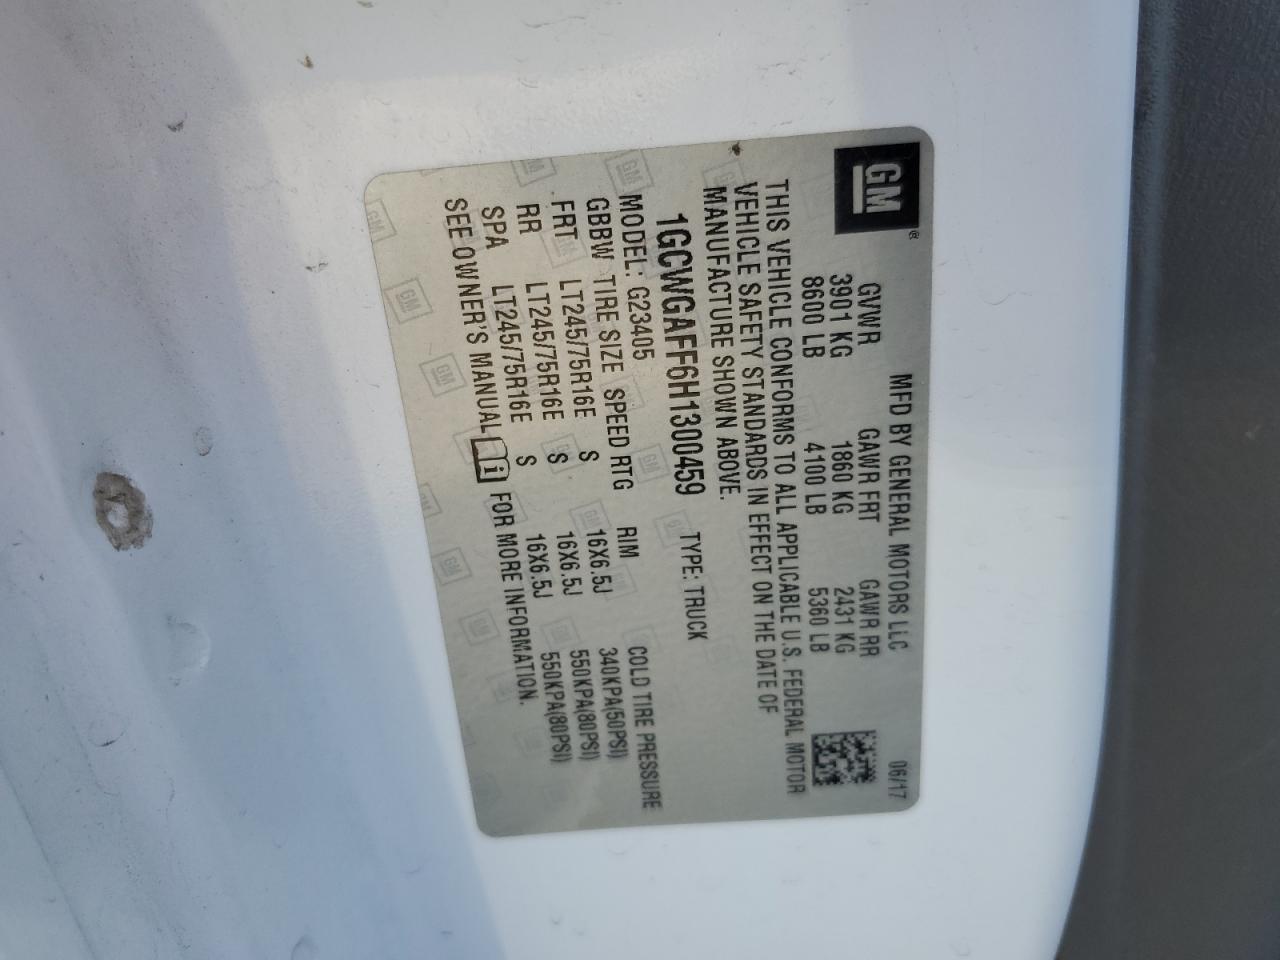 GM®
MFD BY GENERAL MOTORS LLC 06/17
GVWR GAWR FRT GAWR RR
3901 KG 1860 KG 2431 KG
8600 LB 4100 LB 5360 LB
THIS VEHICLE CONFORMS TO ALL APPLICABLE U.S. FEDERAL MOTOR
VEHICLE SAFETY STANDARDS IN EFFECT ON THE DATE OF
MANUFACTURE SHOWN ABOVE.
1GCWGAFF6H1300459 TYPE: TRUCK
MODEL: G23405
GBBW TIRE SIZE SPEED RTG RIM COLD TIRE PRESSURE
FRT LT245/75R16E S 16X6.5J 340KPA(50PSI)
RR LT245/75R16E S 16X6.5J 550KPA(80PSI)
SPA LT245/75R16E S 16X6.5J 550KPA(80PSI)
SEE OWNER'S MANUAL i FOR MORE INFORMATION.